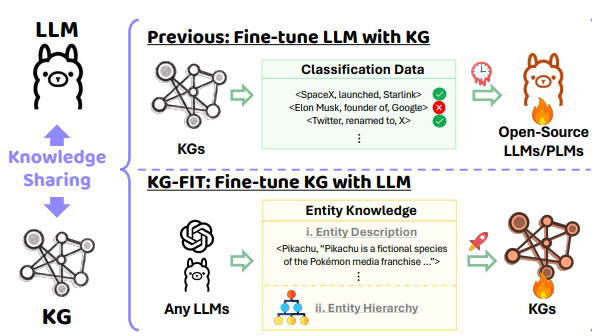 LLM
Knowledge
Sharing
KG
Previous: Fine-tune LLM with KG
KGs
Classification Data
<SpaceX, launched, Starlink>
<Elon Musk, founder of, Google>
<Twitter, renamed to, X>
⋮
Open-Source
LLMs/PLMs
KG-FIT: Fine-tune KG with LLM
Any LLMs
Entity Knowledge
i. Entity Description
<Pikachu, “Pikachu is a fictional species
of the Pokémon media franchise ...”>
⋮
ii. Entity Hierarchy
KGs